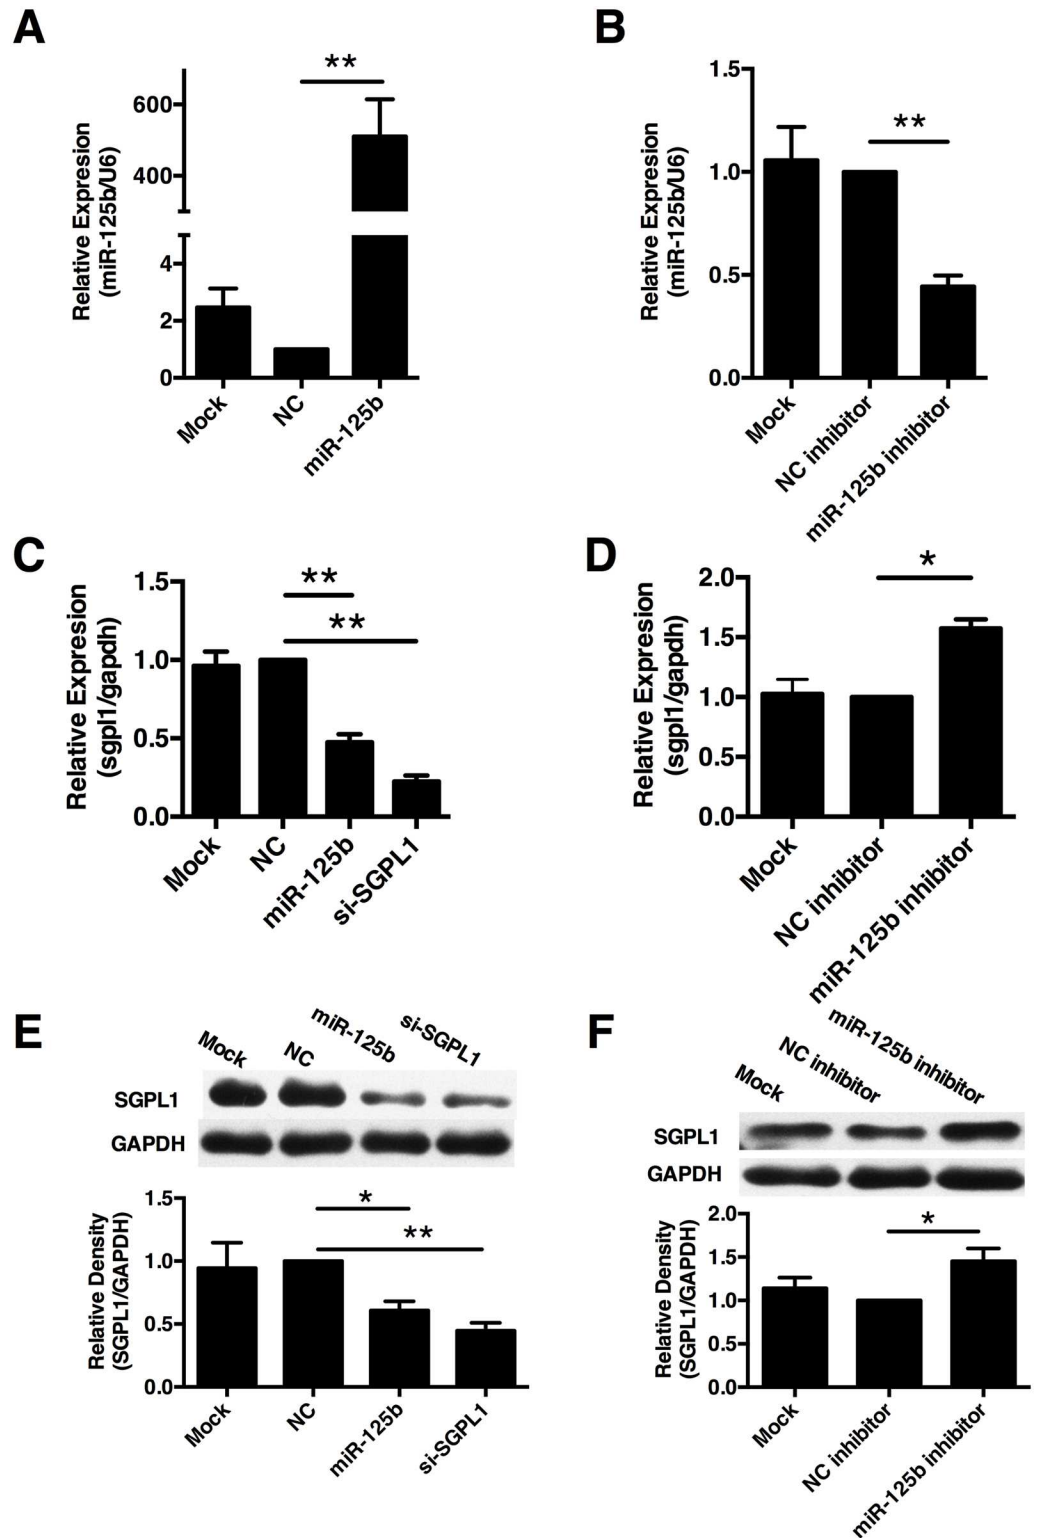 A
**
600
400
4
2
0
Relative Expresion
(miR-125b/U6)
Mock
NC
miR-125b
B
1.5
**
1.0
0.5
0.0
Relative Expresion
(miR-125b/U6)
Mock
NC inhibitor
miR-125b inhibitor
C
1.5
**
**
1.0
0.5
0.0
Relative Expresion
(sgpl1/gapdh)
Mock
NC
miR-125b
si-SGPL1
D
2.0
*
1.5
1.0
0.5
0.0
Relative Expresion
(sgpl1/gapdh)
Mock
NC inhibitor
miR-125b inhibitor
E
Mock
NC
miR-125b
si-SGPL1
SGPL1
GAPDH
1.5
*
**
1.0
0.5
0.0
Relative Density
(SGPL1/GAPDH)
Mock
NC
miR-125b
si-SGPL1
F
Mock
NC inhibitor
miR-125b inhibitor
SGPL1
GAPDH
2.0
*
1.5
1.0
0.5
0.0
Relative Density
(SGPL1/GAPDH)
Mock
NC inhibitor
miR-125b inhibitor